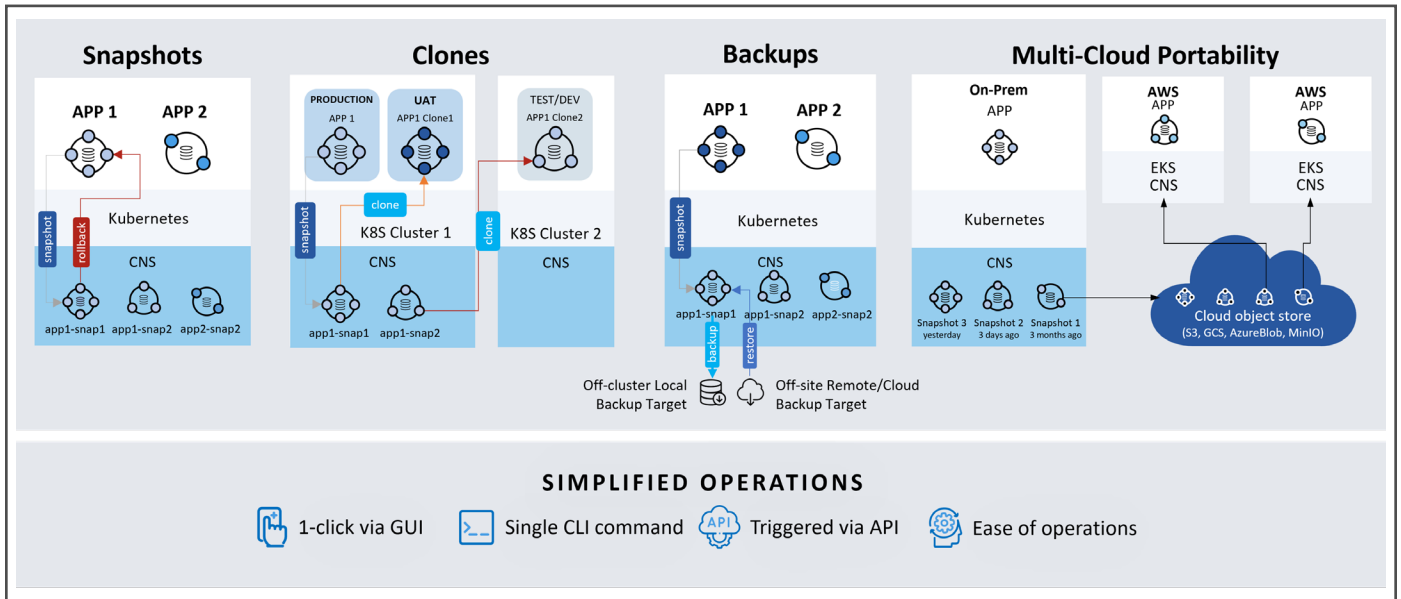 Snapshots
APP 1
APP 2
snapshot
rollback
Kubernetes
CNS
app1-snap1
app1-snap2
app2-snap2
Clones
PRODUCTION
APP 1
UAT
APP1 Clone1
TEST/DEV
APP1 Clone2
snapshot
clone
clone
K8S Cluster 1
K8S Cluster 2
CNS
CNS
app1-snap1
app1-snap2
Backups
APP 1
APP 2
snapshot
Kubernetes
CNS
app1-snap1
app1-snap2
app2-snap2
backup
restore
Off-cluster Local
Backup Target
Off-site Remote/Cloud
Backup Target
Multi-Cloud Portability
On-Prem
APP
Kubernetes
CNS
Snapshot 3
yesterday
Snapshot 2
3 days ago
Snapshot 1
3 months ago
AWS
APP
EKS
CNS
AWS
APP
EKS
CNS
Cloud object store
(S3, GCS, AzureBlob, MinIO)
SIMPLIFIED OPERATIONS
1-click via GUI
>_ _
Single CLI command
API
Triggered via API
Ease of operations